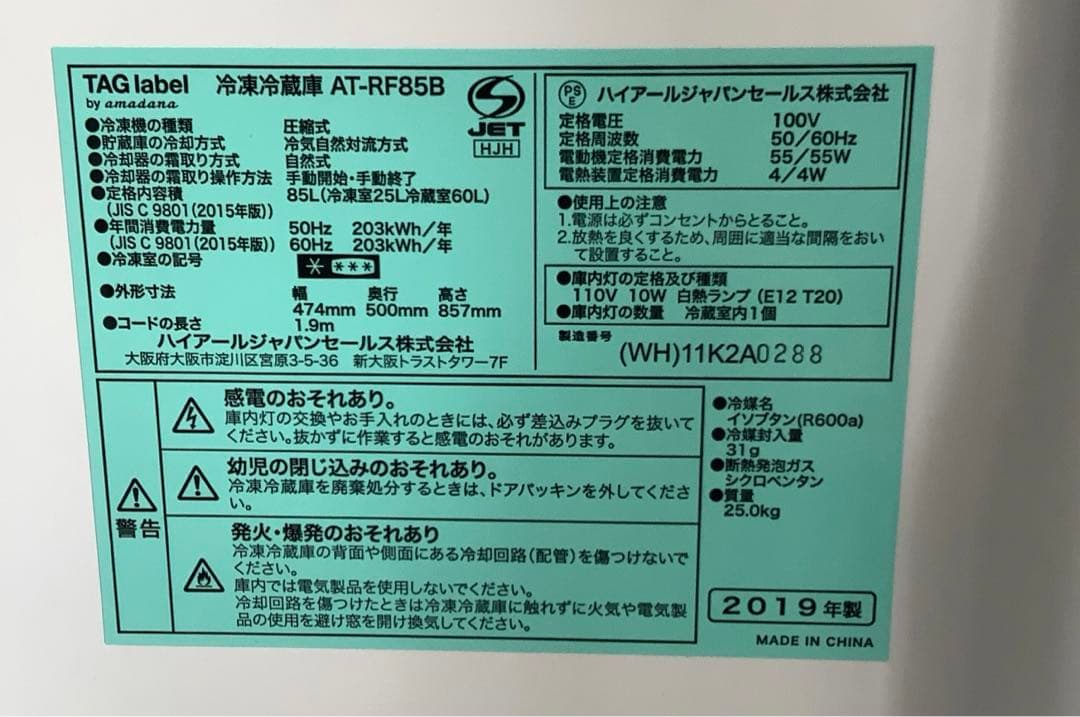 TAG label 冷凍冷蔵庫 AT-RF85B
by amadana
JET
HJH
●冷凍機の種類 圧縮式
●貯蔵庫の冷却方式 冷気自然対流方式
●冷却器の霜取り方式 自然式
●冷却器の霜取り操作方法 手動開始・手動終了
●定格内容積 85L(冷凍室25L冷蔵室60L)
(JIS C 9801(2015年版))
●年間消費電力量 50Hz 203kWh/年
(JIS C 9801(2015年版)) 60Hz 203kWh/年
●冷凍室の記号 * ***
●外形寸法 幅 奥行 高さ
474mm 500mm 857mm
●コードの長さ 1.9m
ハイアールジャパンセールス株式会社
大阪府大阪市淀川区宮原3-5-36 新大阪トラストタワー7F
PSE ハイアールジャパンセールス株式会社
定格電圧 100V
定格周波数 50/60Hz
電動機定格消費電力 55/55W
電熱装置定格消費電力 4/4W
●使用上の注意
1.電源は必ずコンセントからとること。
2.放熱を良くするため、周囲に適当な間隔をおい
て設置すること。
●庫内灯の定格及び種類
110V 10W 白熱ランプ(E12 T20)
●庫内灯の数量 冷蔵室内1個
製造番号
(WH)11K2A0288
警告
感電のおそれあり。
庫内灯の交換やお手入れのときには、必ず差込みプラグを抜いて
ください。抜かずに作業すると感電のおそれがあります。
幼児の閉じ込みのおそれあり。
冷凍冷蔵庫を廃棄処分するときは、ドアパッキンを外してくださ
い。
発火・爆発のおそれあり
冷凍冷蔵庫の背面や側面にある冷却回路(配管)を傷つけないで
ください。
庫内では電気製品を使用しないでください。
冷却回路を傷つけたときは冷凍冷蔵庫に触れずに火気や電気製
品の使用を避け窓を開け換気してください。
●冷媒名
イソブタン(R600a)
●冷媒封入量
31g
●断熱発泡ガス
シクロペンタン
●質量
25.0kg
2019年製
MADE IN CHINA